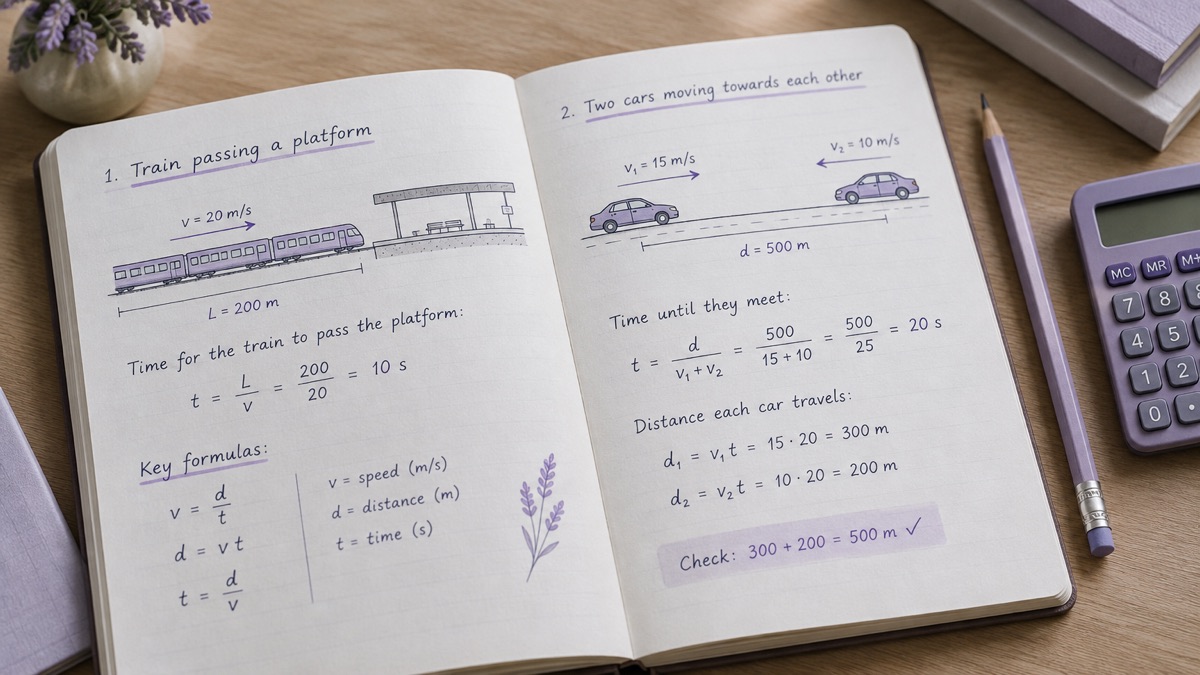 1. Train passing a platform
v = 20 m/s
L = 200 m
Time for the train to pass the platform:
t = L/v = 200/20 = 10 s
Key formulas:
v = d/t
d = v t
t = d/v
v = speed (m/s)
d = distance (m)
t = time (s)
2. Two cars moving towards each other
v₁ = 15 m/s
v₂ = 10 m/s
d = 500 m
Time until they meet:
t = d/(v₁ + v₂) = 500/(15 + 10) = 500/25 = 20 s
Distance each car travels:
d₁ = v₁ t = 15 · 20 = 300 m
d₂ = v₂ t = 10 · 20 = 200 m
Check: 300 + 200 = 500 m ✓
MC MR M+
7 8
4 5
1 2
0 ·